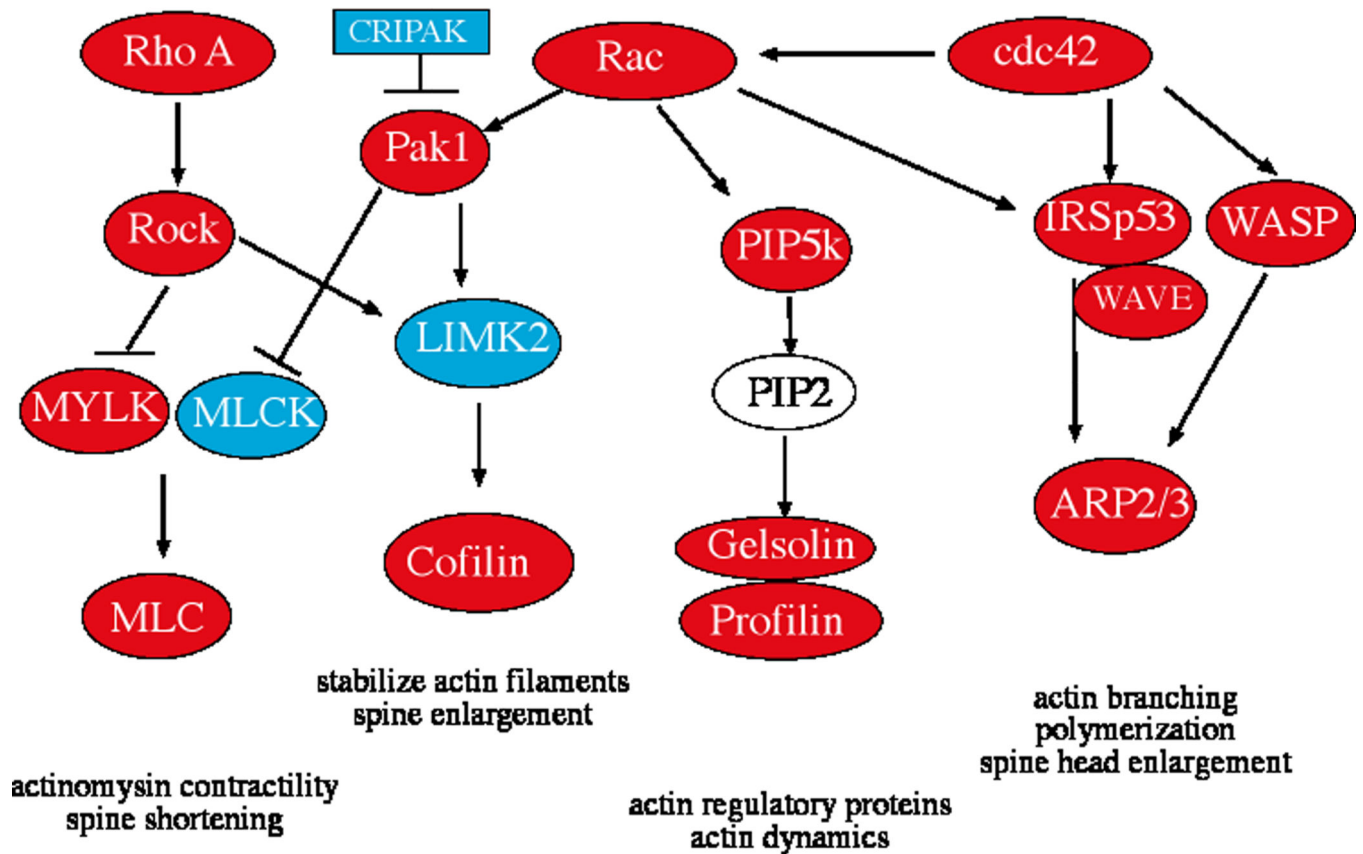 CRIPAK
Rho A
Rac
cdc42
Pak1
Rock
PIP5k
IRSp53
WASP
WAVE
LIMK2
PIP2
MYLK
MLCK
ARP2/3
Gelsolin
Cofilin
Profilin
MLC
stabilize actin filaments
spine enlargement
actin branching
polymerization
spine head enlargement
actinomysin contractility
spine shortening
actin regulatory proteins
actin dynamics